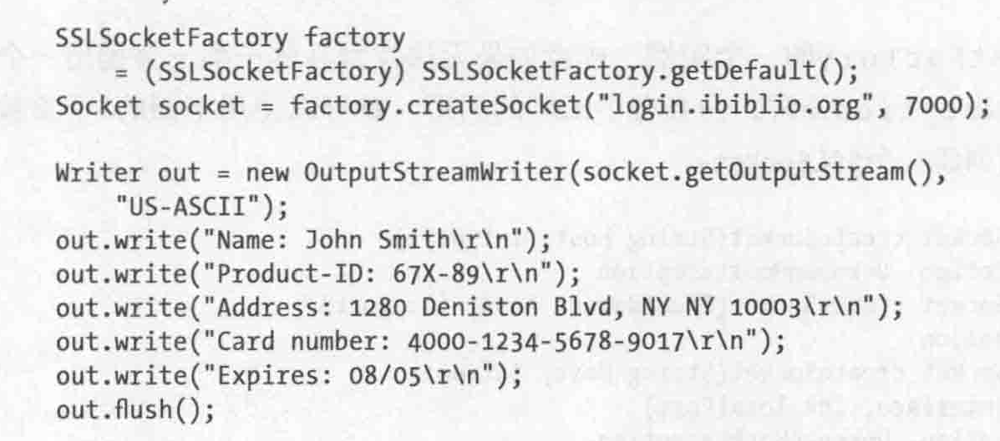 SSLSocketFactory factory
= (SSLSocketFactory) SSLSocketFactory.getDefault();
Socket socket = factory.createSocket("login.ibiblio.org", 7000);
Writer out = new OutputStreamWriter(socket.getOutputStream(),
"US-ASCII");
out.write("Name: John Smith\r\n");
out.write("Product-ID: 67X-89\r\n");
out.write("Address: 1280 Deniston Blvd, NY NY 10003\r\n");
out.write("Card number: 4000-1234-5678-9017\r\n");
out.write("Expires: 08/05\r\n");
out.flush();